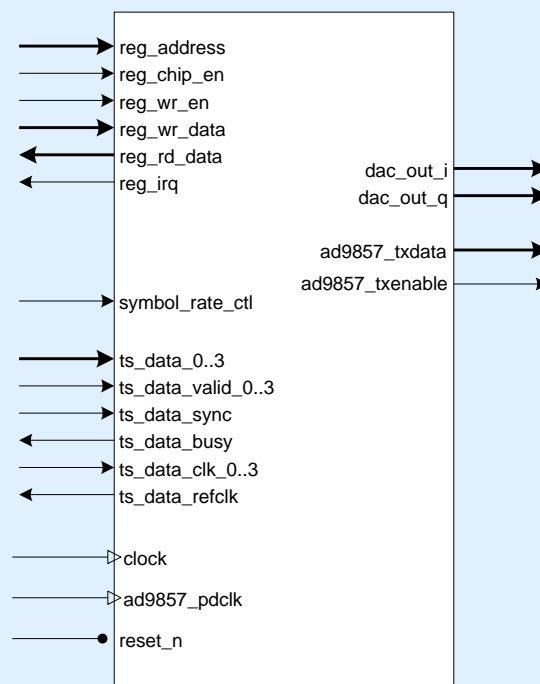 reg_address
reg_chip_en
reg_wr_en
reg_wr_data
reg_rd_data
reg_irq
symbol_rate_ctl
ts_data_0..3
ts_data_valid_0..3
ts_data_sync
ts_data_busy
ts_data_clk_0..3
ts_data_refclk
clock
ad9857_pdclk
reset_n
dac_out_i
dac_out_q
ad9857_txdata
ad9857_txenable